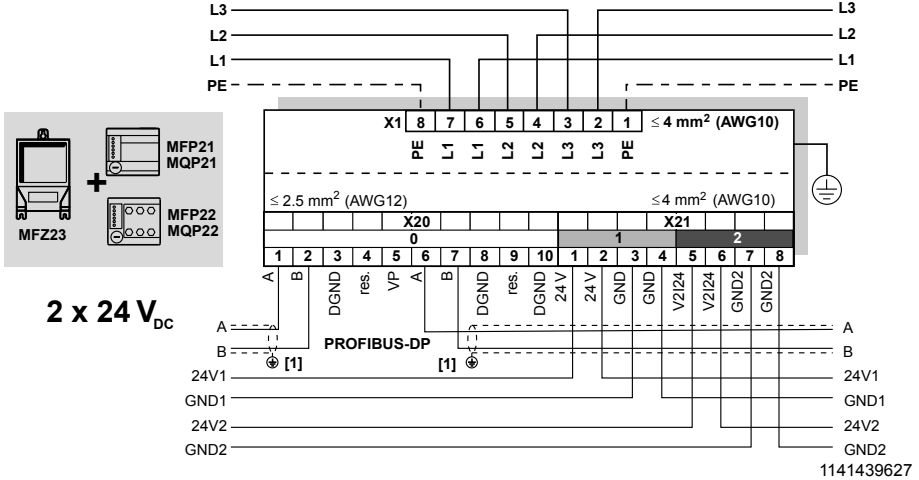 L3 L3
L2 L2
L1 L1
PE PE
X1 8 7 6 5 4 3 2 1 ≤ 4 mm² (AWG10)
PE L1 L1 L2 L2 L3 L3 PE
MFP21
MQP21
+
MFZ23
MFP22
MQP22
≤ 2.5 mm² (AWG12) ≤4 mm² (AWG10)
X20 X21
0 1 2
1 2 3 4 5 6 7 8 9 10 1 2 3 4 5 6 7 8
A B DGND res. VP A B DGND res. DGND 24 V 24 V GND GND V2I24 V2I24 GND2 GND2
2 x 24 VDC
A PROFIBUS-DP A
B B
[1] [1]
24V1 24V1
GND1 GND1
24V2 24V2
GND2 GND2
1141439627